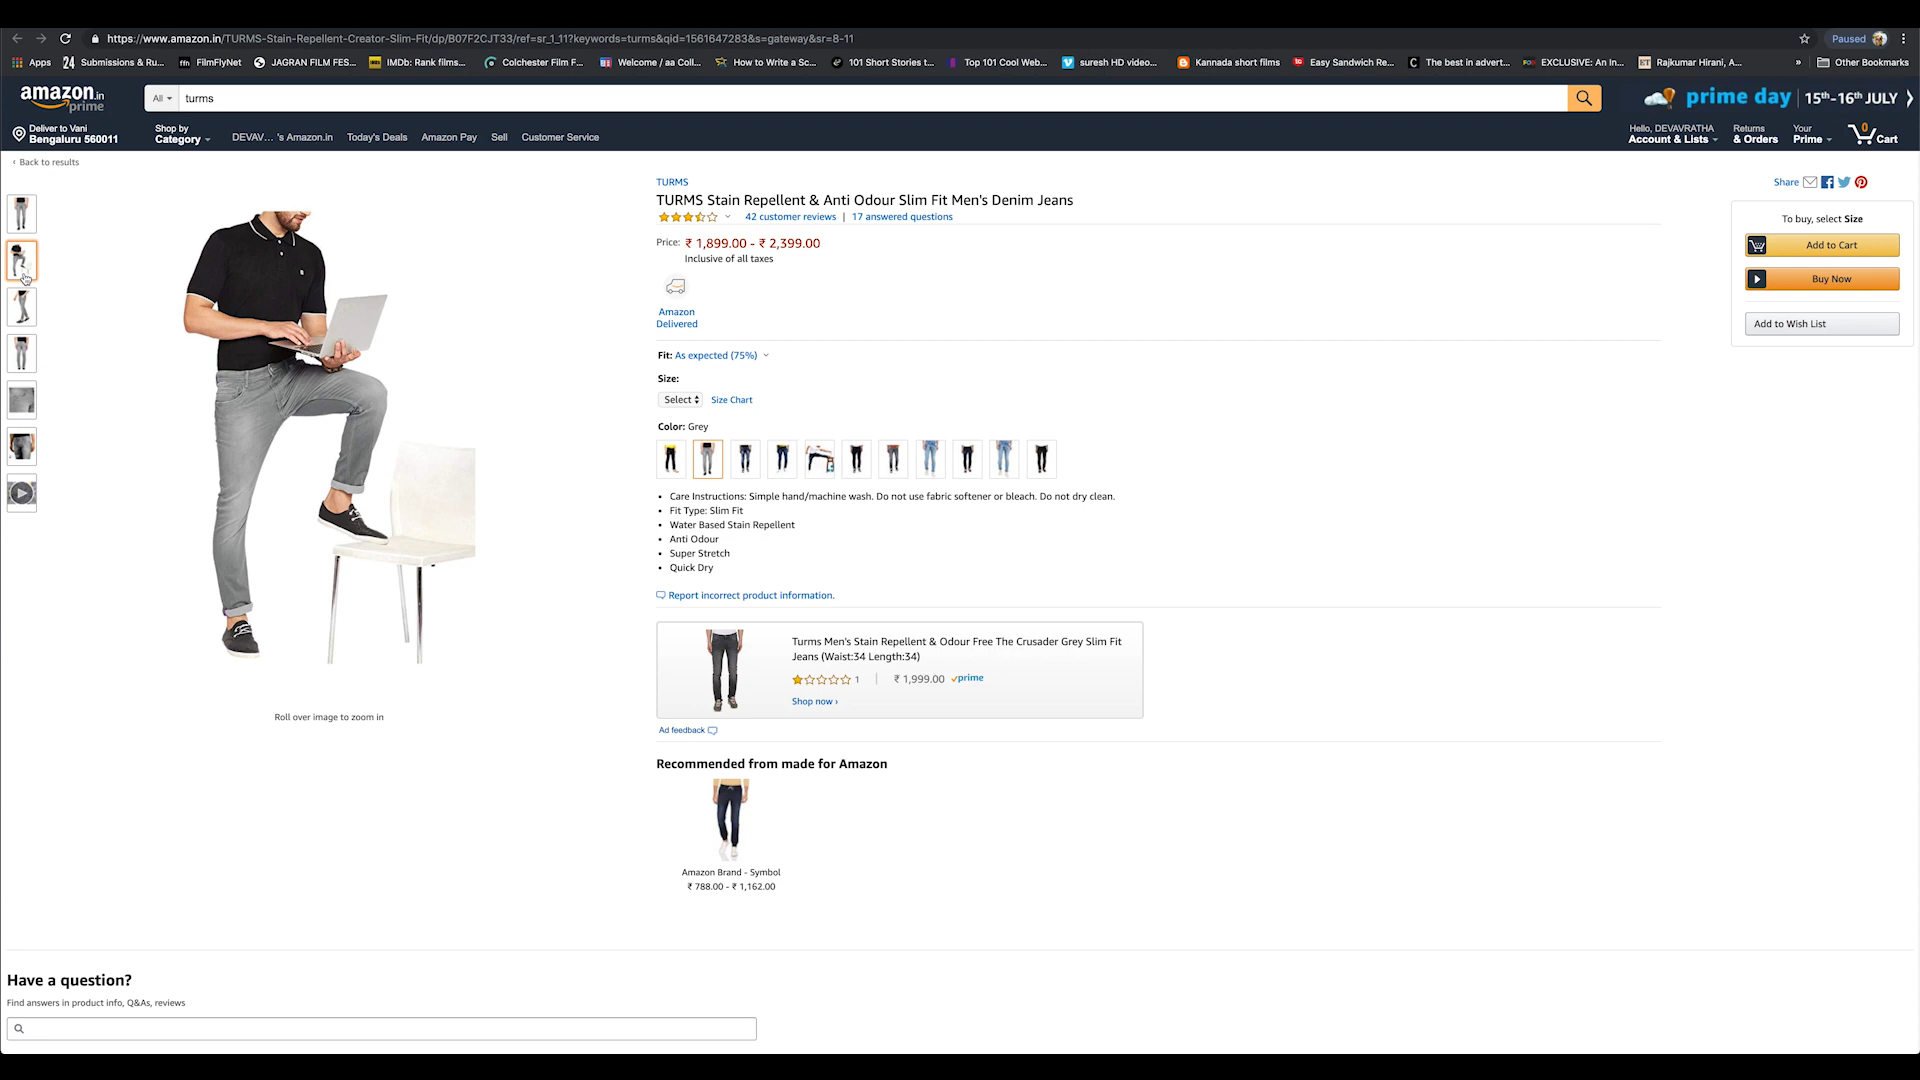 https://www.amazon.in/TURMS-Stain-Repellent-Creator-Slim-Fit/dp/B07F2CJT33/ref=sr_1_11?keywords=turms&qid=1561647283&s=gateway&sr=8-11
Paused
Apps
24 Submissions & Ru...
ffn FilmFlyNet
JAGRAN FILM FES...
IMDb: Rank films...
Colchester Film F...
Welcome / aa Coll...
How to Write a Sc...
101 Short Stories t...
Top 101 Cool Web...
suresh HD video...
Kannada short films
Easy Sandwich Re...
The best in advert...
EXCLUSIVE: An In...
ET Rajkumar Hirani, A...
»
Other Bookmarks
amazon.in
prime
All
turms
prime day
15th-16th JULY
Deliver to Vani
Bengaluru 560011
Shop by
Category
DEVAV... 's Amazon.in
Today's Deals
Amazon Pay
Sell
Customer Service
Hello, DEVAVRATHA
Account & Lists
Returns
& Orders
Your
Prime
0
Cart
‹ Back to results
TURMS
TURMS Stain Repellent & Anti Odour Slim Fit Men's Denim Jeans
42 customer reviews | 17 answered questions
Price: ₹ 1,899.00 - ₹ 2,399.00
Inclusive of all taxes
Amazon
Delivered
Fit: As expected (75%)
Size:
Select
Size Chart
Color: Grey
• Care Instructions: Simple hand/machine wash. Do not use fabric softener or bleach. Do not dry clean.
• Fit Type: Slim Fit
• Water Based Stain Repellent
• Anti Odour
• Super Stretch
• Quick Dry
Report incorrect product information.
Turms Men's Stain Repellent & Odour Free The Crusader Grey Slim Fit
Jeans (Waist:34 Length:34)
1 | ₹ 1,999.00 prime
Shop now ›
Ad feedback
Recommended from made for Amazon
Amazon Brand - Symbol
₹ 788.00 - ₹ 1,162.00
Share
To buy, select Size
Add to Cart
Buy Now
Add to Wish List
Roll over image to zoom in
Have a question?
Find answers in product info, Q&As, reviews